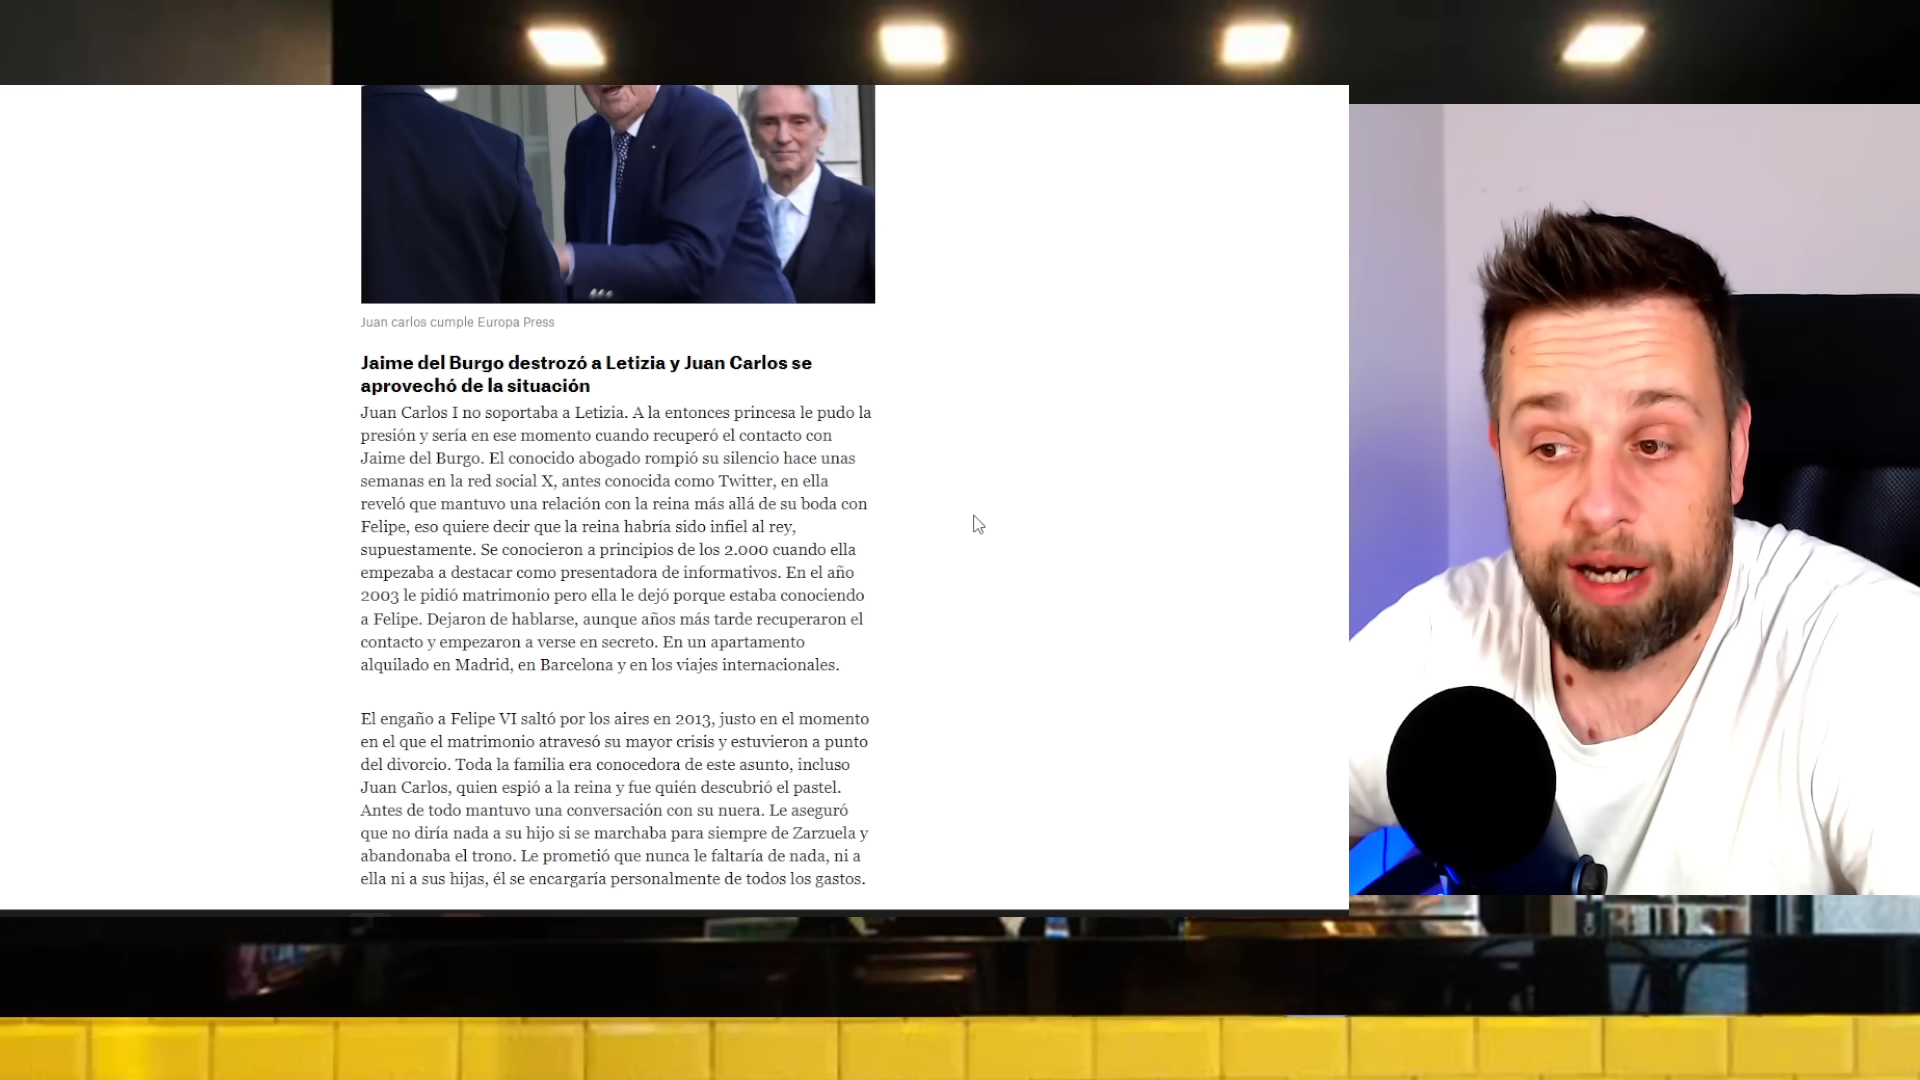 Juan carlos cumple Europa Press
Jaime del Burgo destrozó a Letizia y Juan Carlos se
aprovechó de la situación
Juan Carlos I no soportaba a Letizia. A la entonces princesa le pudo la
presión y sería en ese momento cuando recuperó el contacto con
Jaime del Burgo. El conocido abogado rompió su silencio hace unas
semanas en la red social X, antes conocida como Twitter, en ella
reveló que mantuvo una relación con la reina más allá de su boda con
Felipe, eso quiere decir que la reina habría sido infiel al rey,
supuestamente. Se conocieron a principios de los 2.000 cuando ella
empezaba a destacar como presentadora de informativos. En el año
2003 le pidió matrimonio pero ella le dejó porque estaba conociendo
a Felipe. Dejaron de hablarse, aunque años más tarde recuperaron el
contacto y empezaron a verse en secreto. En un apartamento
alquilado en Madrid, en Barcelona y en los viajes internacionales.
El engaño a Felipe VI saltó por los aires en 2013, justo en el momento
en el que el matrimonio atravesó su mayor crisis y estuvieron a punto
del divorcio. Toda la familia era conocedora de este asunto, incluso
Juan Carlos, quien espió a la reina y fue quién descubrió el pastel.
Antes de todo mantuvo una conversación con su nuera. Le aseguró
que no diría nada a su hijo si se marchaba para siempre de Zarzuela y
abandonaba el trono. Le prometió que nunca le faltaría de nada, ni a
ella ni a sus hijas, él se encargaría personalmente de todos los gastos.